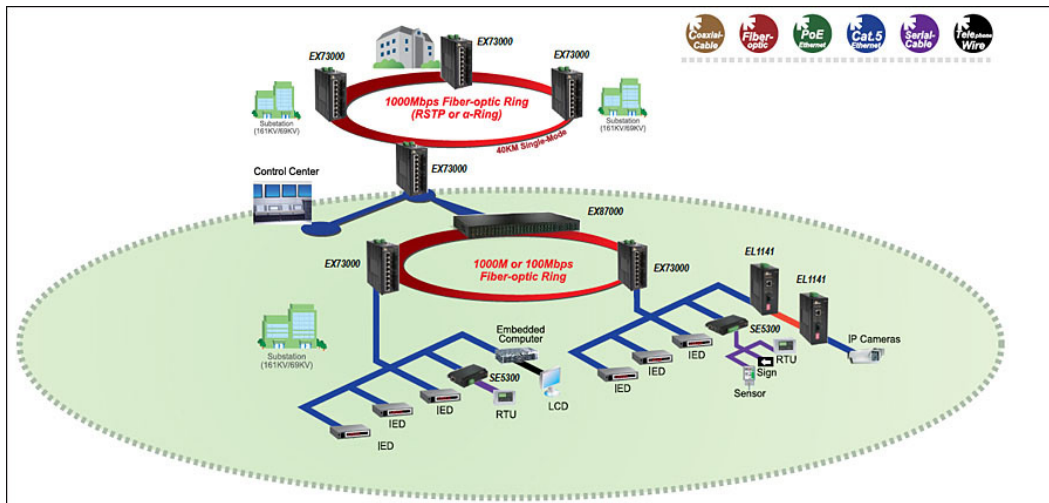 Coaxial-
Cable
Fiber-
optic
PoE
Ethernet
Cat.5
Ethernet
Serial-
Cable
Telephone
Wire
EX73000
EX73000
EX73000
1000Mbps Fiber-optic Ring
(RSTP or α-Ring)
40KM Single-Mode
Substation
(161KV/69KV)
Substation
(161KV/69KV)
EX73000
Control Center
EX87000
EX73000
1000M or 100Mbps
Fiber-optic Ring
EX73000
EL1141
EL1141
Substation
(161KV/69KV)
Embedded
Computer
SE5300
IED
IED
IED
RTU
LCD
SE5300
IED
IED
IED
RTU
Sign
Sensor
IP Cameras